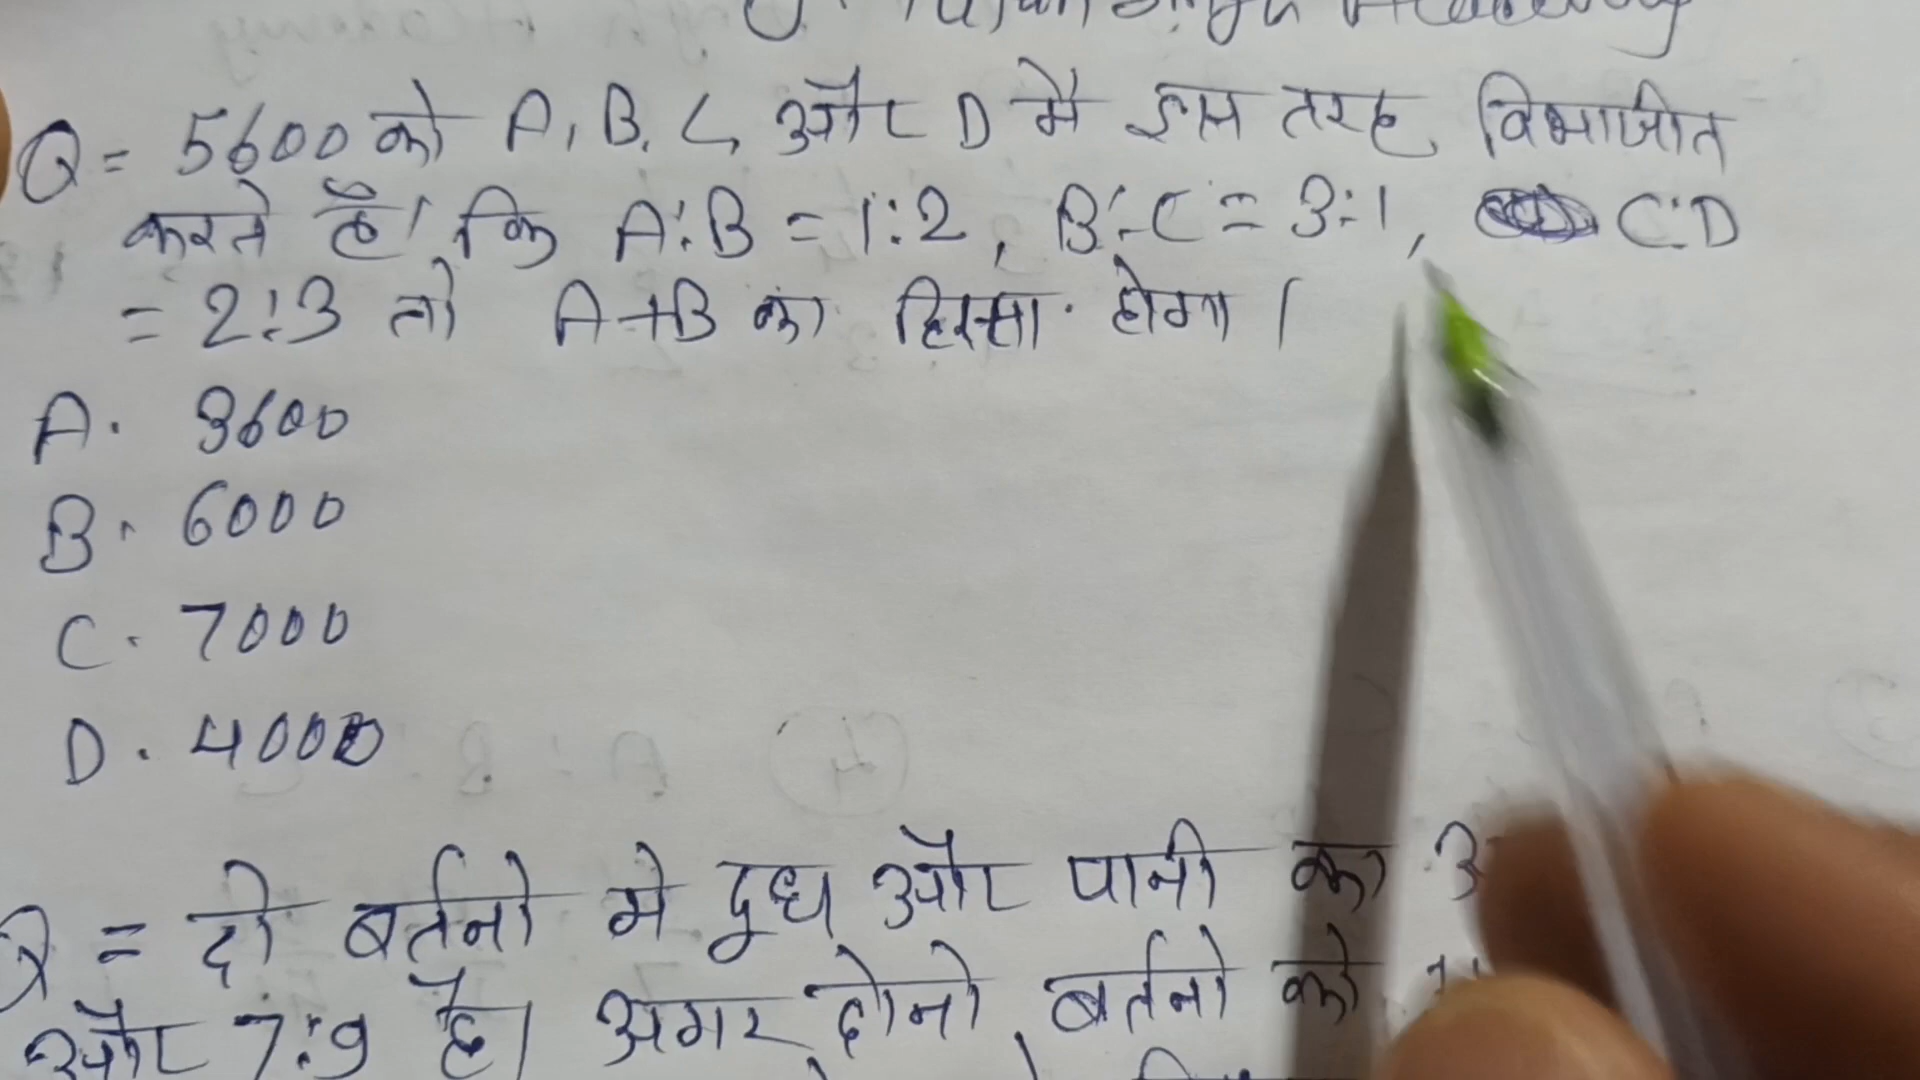 Q = 5600 को A, B, C, और D में इस तरह विभाजीत
करते है। कि A:B = 1:2, B:C = 3:1, C:D
= 2:3 तो A+B का हिस्सा होगा।
A. 3600
B. 6000
C. 7000
D. 4000
Q = दो बर्तनो मे दूध और पानी का
और 7:9 है। अगर दोनो बर्तनो को